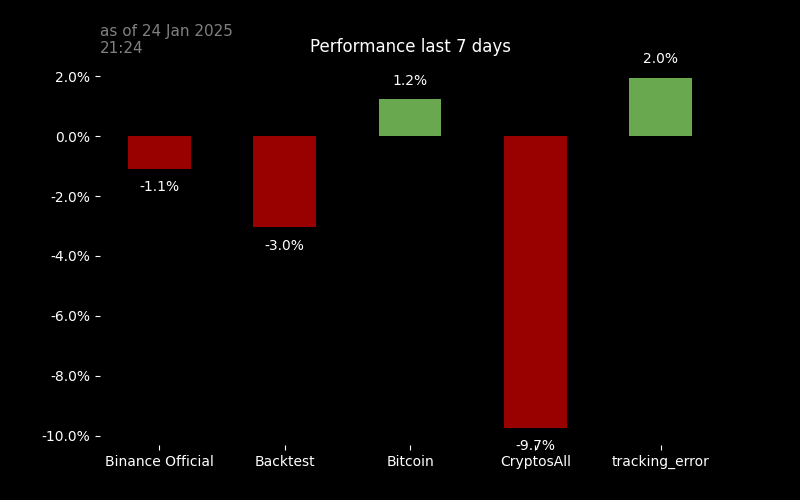 as of 24 Jan 2025
21:24
Performance last 7 days
2.0%
2.0%
1.2%
0.0%
-1.1%
-2.0%
-3.0%
-4.0%
-6.0%
-8.0%
-10.0%
-9.7%
Binance Official
Backtest
Bitcoin
CryptosAll
tracking_error